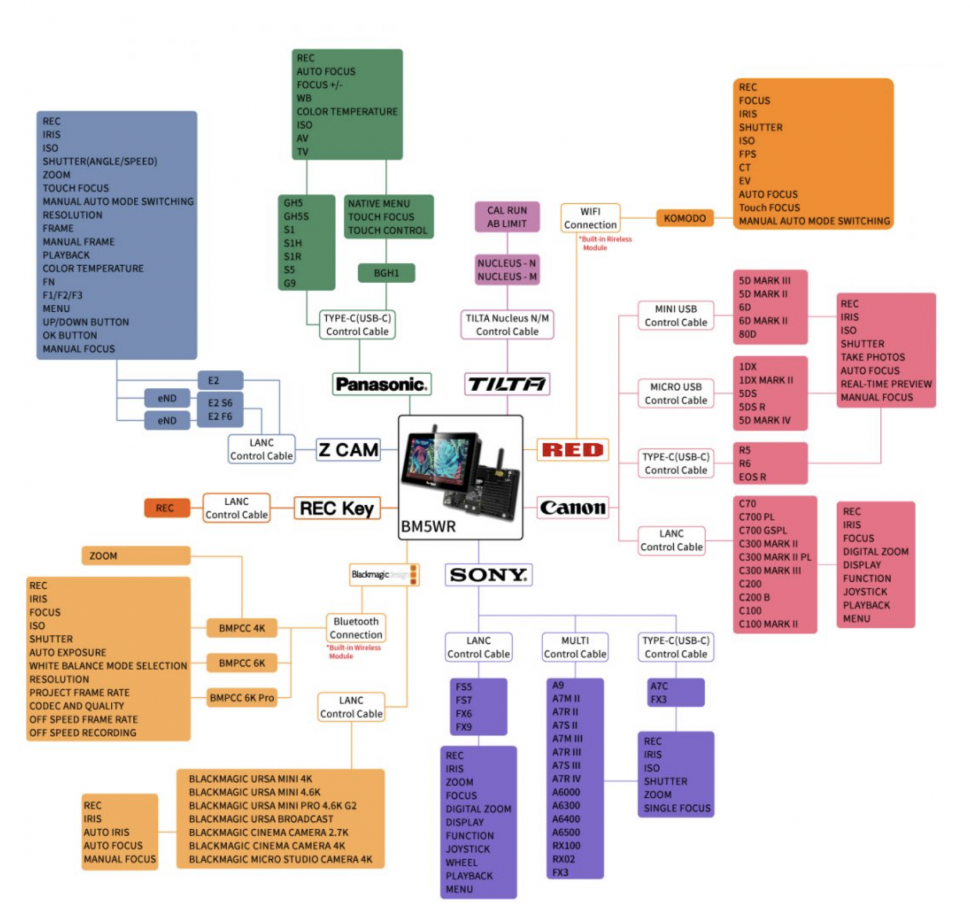 REC
AUTO FOCUS
FOCUS +/-
WB
COLOR TEMPERATURE
ISO
AV
TV
GH5
GH5S
S1
S1H
S1R
S5
G9
NATIVE MENU
TOUCH FOCUS
TOUCH CONTROL
BGH1
TYPE-C(USB-C)
Control Cable
Panasonic
REC
IRIS
ISO
SHUTTER(ANGLE/SPEED)
ZOOM
TOUCH FOCUS
MANUAL AUTO MODE SWITCHING
RESOLUTION
FRAME
MANUAL FRAME
PLAYBACK
COLOR TEMPERATURE
FN
F1/F2/F3
MENU
UP/DOWN BUTTON
OK BUTTON
MANUAL FOCUS
E2
eND
eND
E2 S6
E2 F6
LANC
Control Cable
Z CAM
CAL RUN
AB LIMIT
NUCLEUS - N
NUCLEUS - M
TILTA Nucleus N/M
Control Cable
TILTA
REC
FOCUS
IRIS
SHUTTER
ISO
FPS
CT
EV
AUTO FOCUS
Touch FOCUS
MANUAL AUTO MODE SWITCHING
KOMODO
WIFI
Connection
*Built-in Rireless
Module
RED
BM5WR
MINI USB
Control Cable
5D MARK III
5D MARK II
6D
6D MARK II
80D
MICRO USB
Control Cable
1DX
1DX MARK II
5DS
5DS R
5D MARK IV
TYPE-C(USB-C)
Control Cable
R5
R6
EOS R
REC
IRIS
ISO
SHUTTER
TAKE PHOTOS
AUTO FOCUS
REAL-TIME PREVIEW
MANUAL FOCUS
Canon
LANC
Control Cable
C70
C700 PL
C700 GSPL
C300 MARK II
C300 MARK II PL
C300 MARK III
C200
C200 B
C100
C100 MARK II
REC
IRIS
FOCUS
DIGITAL ZOOM
DISPLAY
FUNCTION
JOYSTICK
PLAYBACK
MENU
REC
LANC
Control Cable
REC Key
Blackmagicdesign
ZOOM
REC
IRIS
FOCUS
ISO
SHUTTER
AUTO EXPOSURE
WHITE BALANCE MODE SELECTION
RESOLUTION
PROJECT FRAME RATE
CODEC AND QUALITY
OFF SPEED FRAME RATE
OFF SPEED RECORDING
BMPCC 4K
BMPCC 6K
BMPCC 6K Pro
Bluetooth
Connection
*Built-in Wireless
Module
LANC
Control Cable
REC
IRIS
AUTO IRIS
AUTO FOCUS
MANUAL FOCUS
BLACKMAGIC URSA MINI 4K
BLACKMAGIC URSA MINI 4.6K
BLACKMAGIC URSA MINI PRO 4.6K G2
BLACKMAGIC URSA BROADCAST
BLACKMAGIC CINEMA CAMERA 2.7K
BLACKMAGIC CINEMA CAMERA 4K
BLACKMAGIC MICRO STUDIO CAMERA 4K
SONY
LANC
Control Cable
FS5
FS7
FX6
FX9
REC
IRIS
ZOOM
FOCUS
DIGITAL ZOOM
DISPLAY
FUNCTION
JOYSTICK
WHEEL
PLAYBACK
MENU
MULTI
Control Cable
A9
A7M II
A7R II
A7S II
A7M III
A7R III
A7S III
A7R IV
A6000
A6300
A6400
A6500
RX100
RX02
FX3
TYPE-C(USB-C)
Control Cable
A7C
FX3
REC
IRIS
ISO
SHUTTER
ZOOM
SINGLE FOCUS